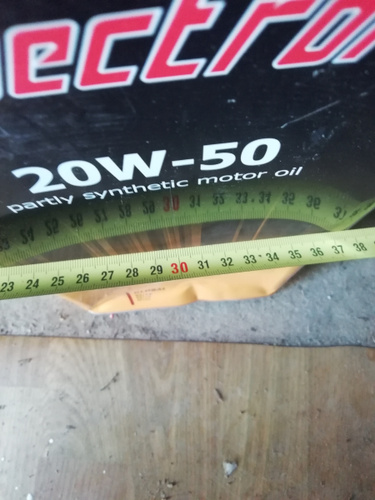 ectro
20W-50
partly synthetic motor oil
23 24 25 26 27 28 29 30 31 32 33 34 35 36 37 38